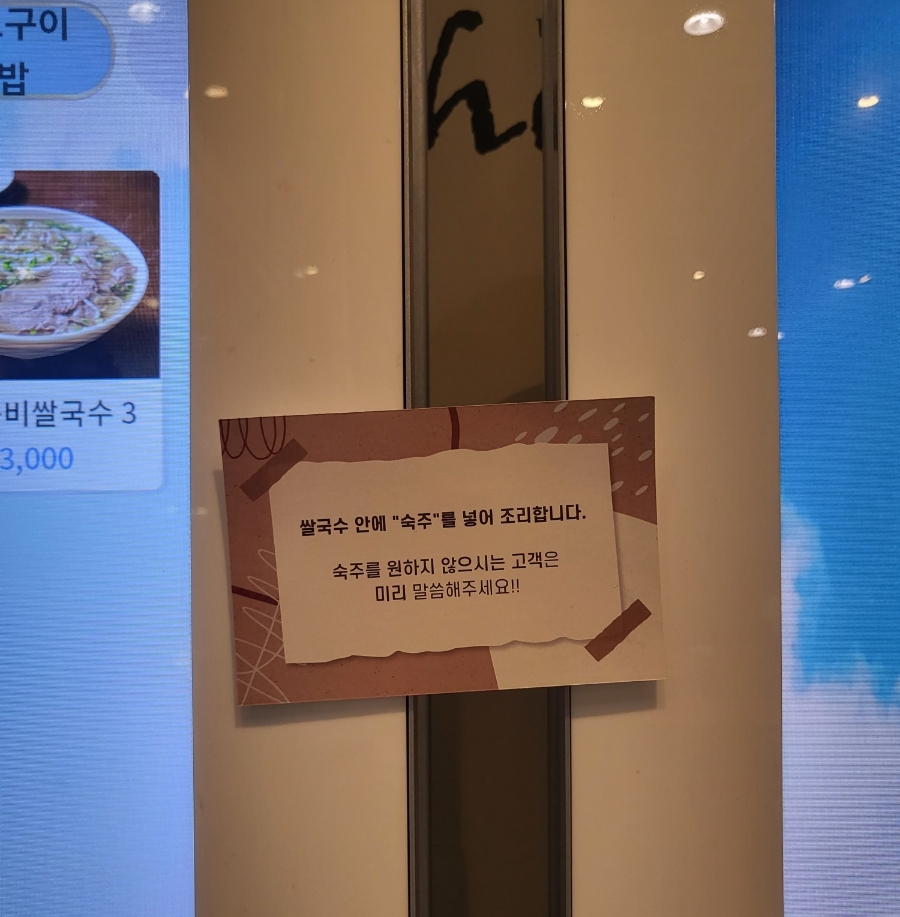 구이
밥
비쌀국수 3
3,000
쌀국수 안에 "숙주"를 넣어 조리합니다.
숙주를 원하지 않으시는 고객은
미리 말씀해주세요!!